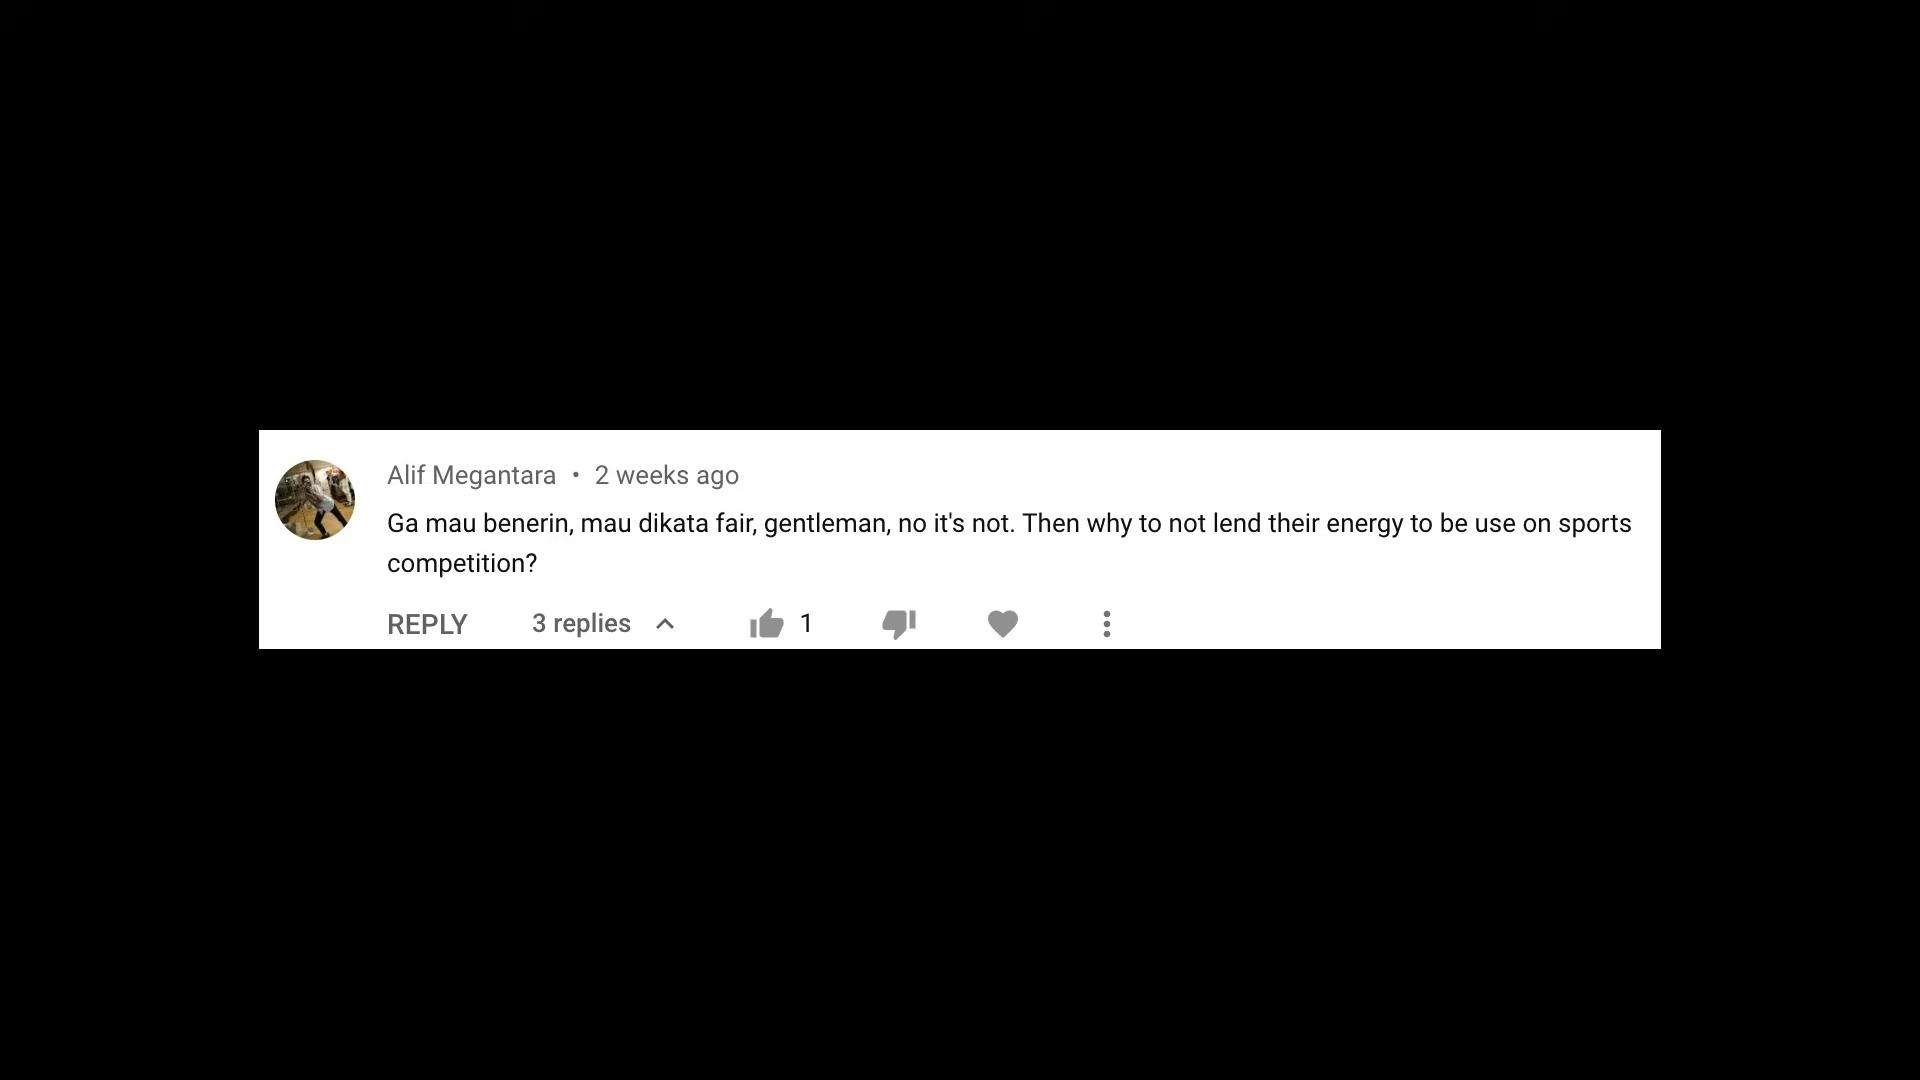 Alif Megantara • 2 weeks ago
Ga mau benerin, mau dikata fair, gentleman, no it's not. Then why to not lend their energy to be use on sports
competition?
REPLY 3 replies 1